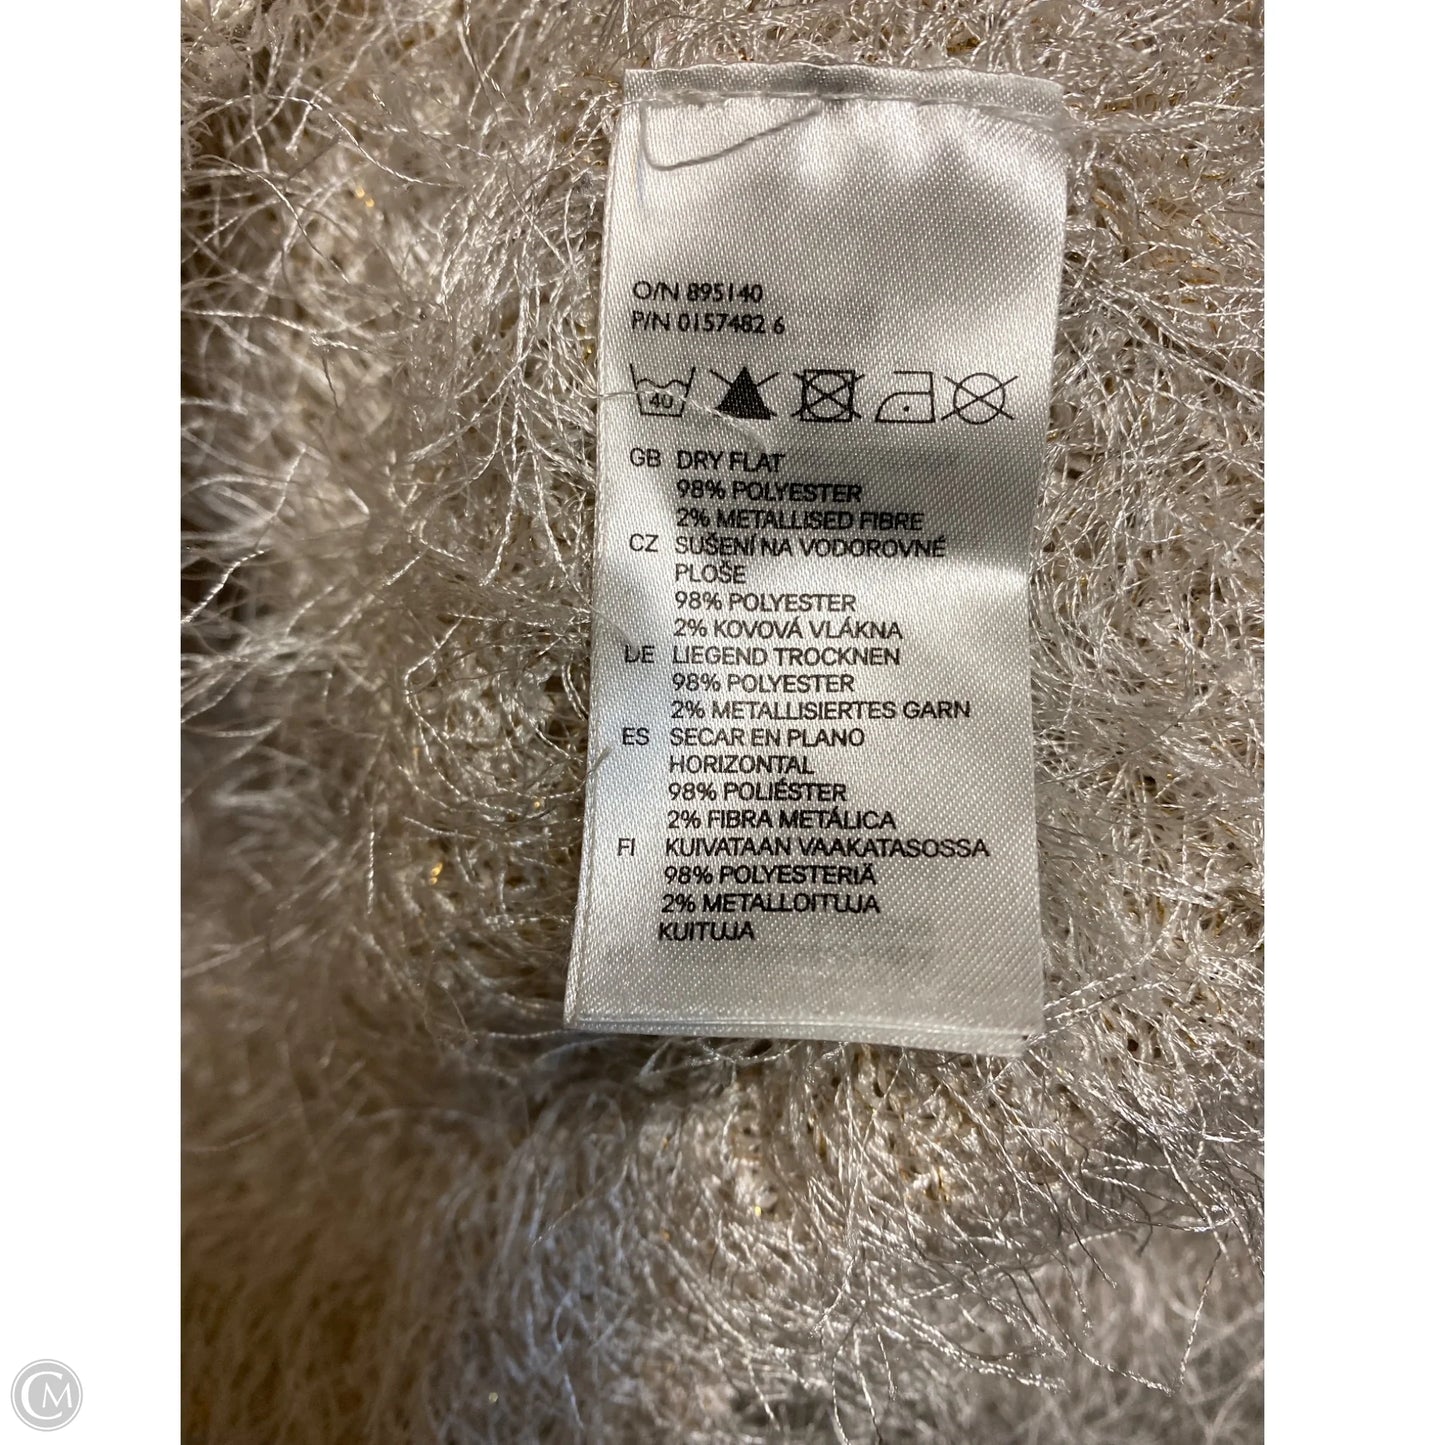 O/N 895140
P/N 0157482 6
40
GB DRY FLAT
98% POLYESTER
2% METALLISED FIBRE
CZ SUŠENÍ NA VODOROVNÉ
PLOŠE
98% POLYESTER
2% KOVOVÁ VLÁKNA
DE LIEGEND TROCKNEN
98% POLYESTER
2% METALLISIERTES GARN
ES SECAR EN PLANO
HORIZONTAL
98% POLIÉSTER
2% FIBRA METÁLICA
FI KUIVATAAN VAAKATASOSSA
98% POLYESTERIÄ
2% METALLOITUJA
KUITUJA
CM